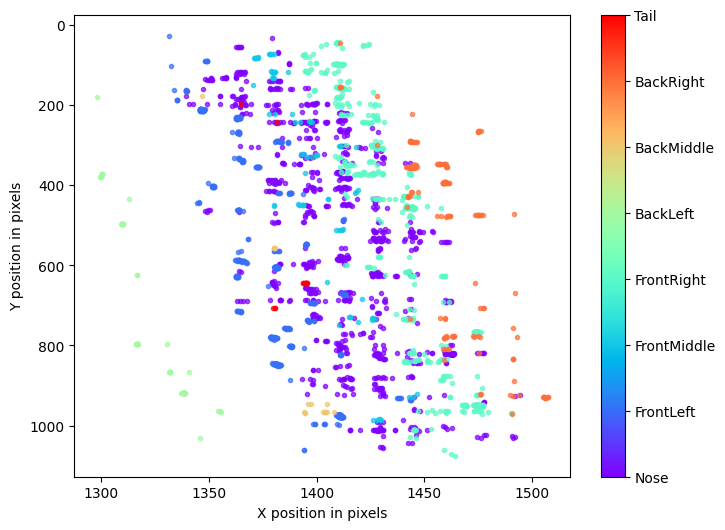 0
200
400
600
800
1000
Y position in pixels
1300
1350
1400
1450
1500
X position in pixels
Tail
BackRight
BackMiddle
BackLeft
FrontRight
FrontMiddle
FrontLeft
Nose